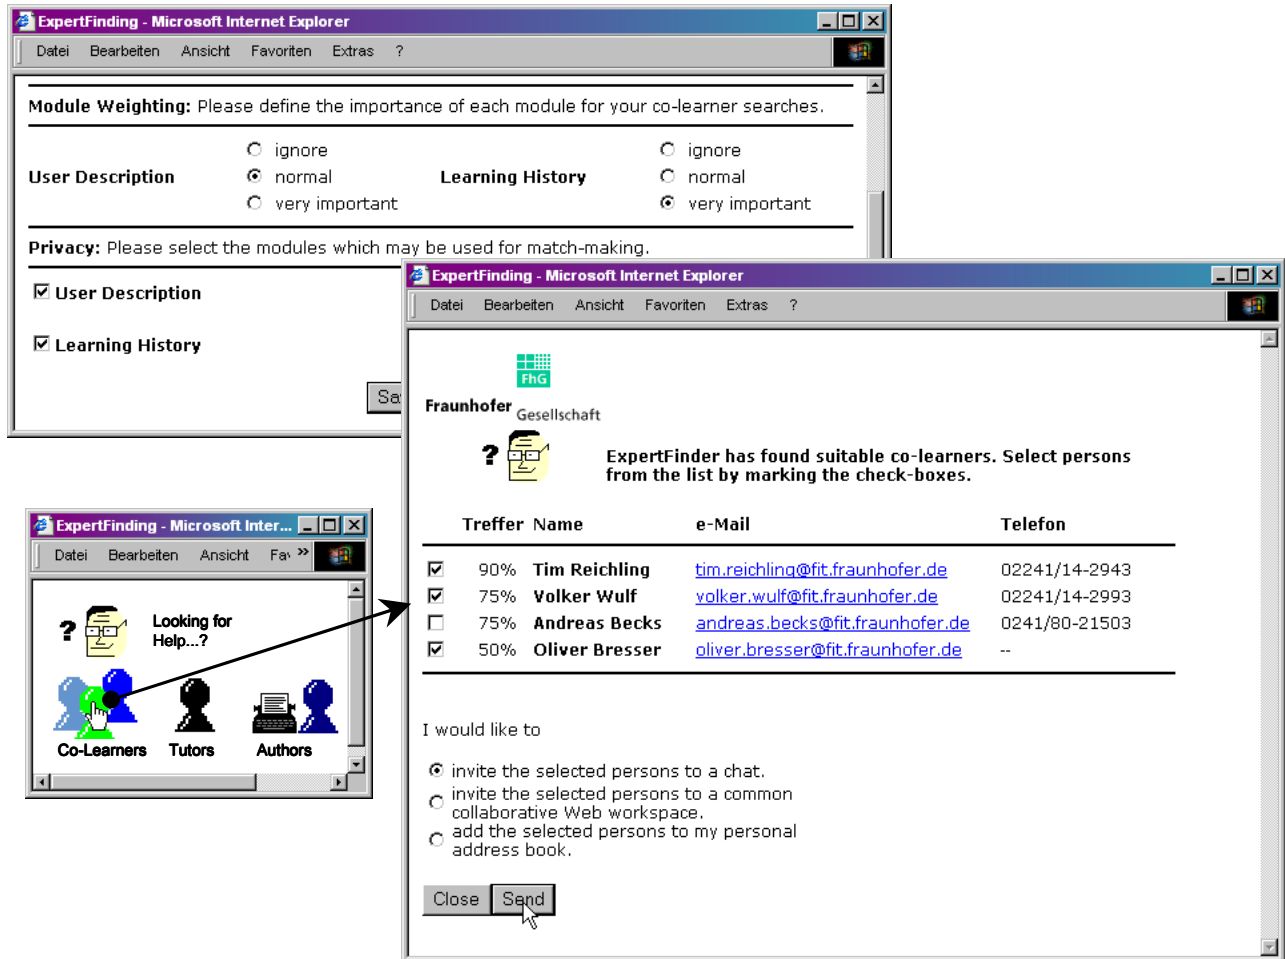 ExpertFinding - Microsoft Internet Explorer
Datei Bearbeiten Ansicht Favoriten Extras ?
Module Weighting: Please define the importance of each module for your co-learner searches.
User Description
ignore
normal
very important
Learning History
ignore
normal
very important
Privacy: Please select the modules which may be used for match-making.
User Description
Learning History
ExpertFinding - Microsoft Internet Explorer
Datei Bearbeiten Ansicht Favoriten Extras ?
FhG
Fraunhofer Gesellschaft
?
ExpertFinder has found suitable co-learners. Select persons
from the list by marking the check-boxes.
Treffer Name e-Mail Telefon
90% Tim Reichling tim.reichling@fit.fraunhofer.de 02241/14-2943
75% Volker Wulf volker.wulf@fit.fraunhofer.de 02241/14-2993
75% Andreas Becks andreas.becks@fit.fraunhofer.de 0241/80-21503
50% Oliver Bresser oliver.bresser@fit.fraunhofer.de --
I would like to
invite the selected persons to a chat.
invite the selected persons to a common
collaborative Web workspace.
add the selected persons to my personal
address book.
Close Send
ExpertFinding - Microsoft Inter...
Datei Bearbeiten Ansicht »
?
Looking for
Help...?
Co-Learners Tutors Authors